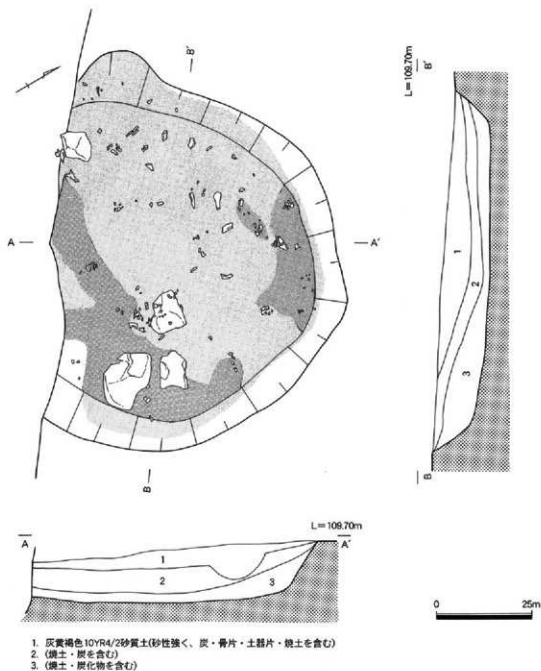 B'
A
A'
B
L=109.70m
B'
1
2
3
B
L=109.70m
A
A'
1
2
3
0
25m
1. 灰黄褐色10YR4/2砂質土(砂性強く、炭・骨片・土器片・焼土を含む)
2. (焼土・炭を含む)
3. (焼土・炭化物を含む)